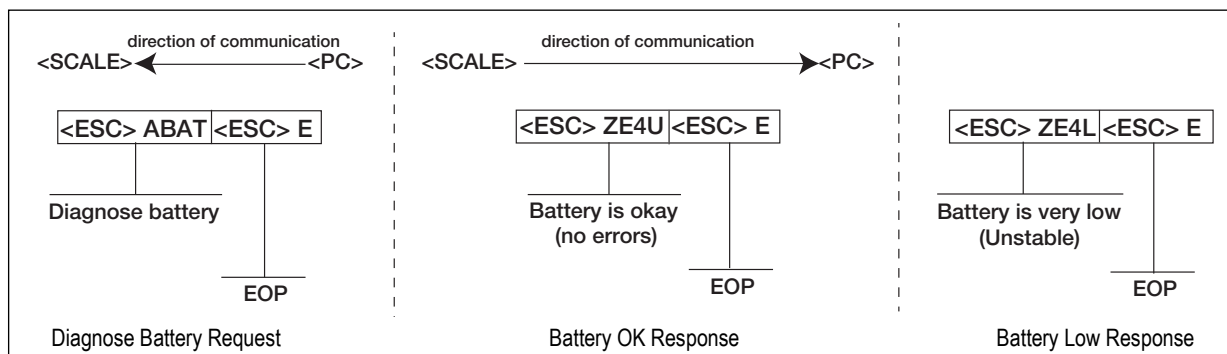 direction of communication
<SCALE> <PC>
<ESC> ABAT <ESC> E
Diagnose battery
EOP
Diagnose Battery Request
direction of communication
<SCALE> <PC>
<ESC> ZE4U <ESC> E
Battery is okay
(no errors)
EOP
Battery OK Response
<ESC> ZE4L <ESC> E
Battery is very low
(Unstable)
EOP
Battery Low Response